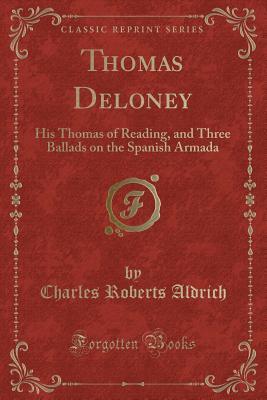 CLASSIC REPRINT SERIES
Thomas
Deloney
His Thomas of Reading, and Three
Ballads on the Spanish Armada
F
by
Charles Roberts Aldrich
Forgotten Books